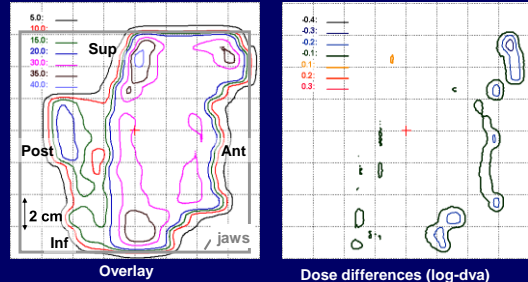 5.0:
10.0:
15.0:
20.0:
30.0:
35.0:
40.0:
Sup
Post
Ant
2 cm
Inf
jaws
Overlay
-0.4:
-0.3:
-0.2:
-0.1:
0.1:
0.2:
0.3:
Dose differences (log-dva)